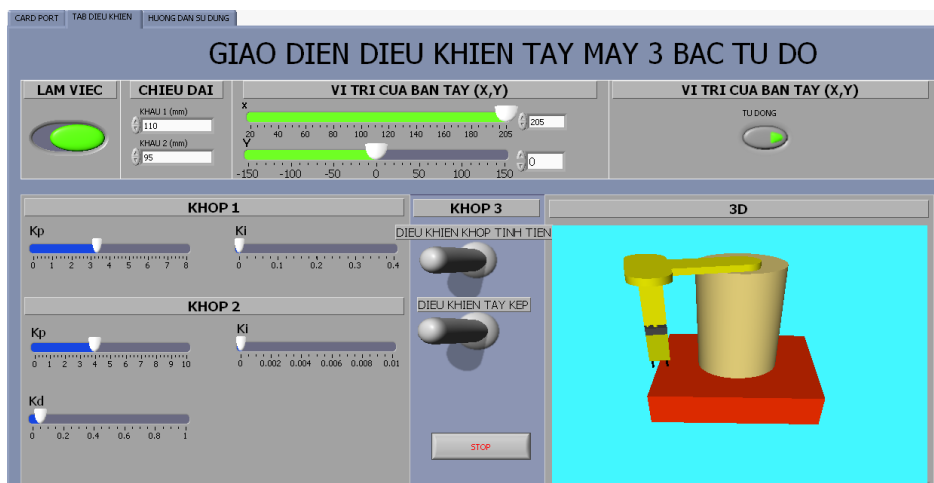 CARD PORT TAB DIEU KHIEN HUONG DAN SU DUNG
GIAO DIEN DIEU KHIEN TAY MAY 3 BAC TU DO
LAM VIEC
CHIEU DAI
KHAU 1 (mm)
110
KHAU 2 (mm)
95
VI TRI CUA BAN TAY (X,Y)
X
20 40 60 80 100 120 140 160 180 205
205
Y
-150 -100 -50 0 50 100 150
0
VI TRI CUA BAN TAY (X,Y)
TU DONG
KHOP 1
Kp
0 1 2 3 4 5 6 7 8
Ki
0 0.1 0.2 0.3 0.4
KHOP 2
Kp
0 1 2 3 4 5 6 7 8 9 10
Ki
0 0.002 0.004 0.006 0.008 0.01
Kd
0 0.2 0.4 0.6 0.8 1
KHOP 3
DIEU KHIEN KHOP TINH TIEN
DIEU KHIEN TAY KEP
STOP
3D